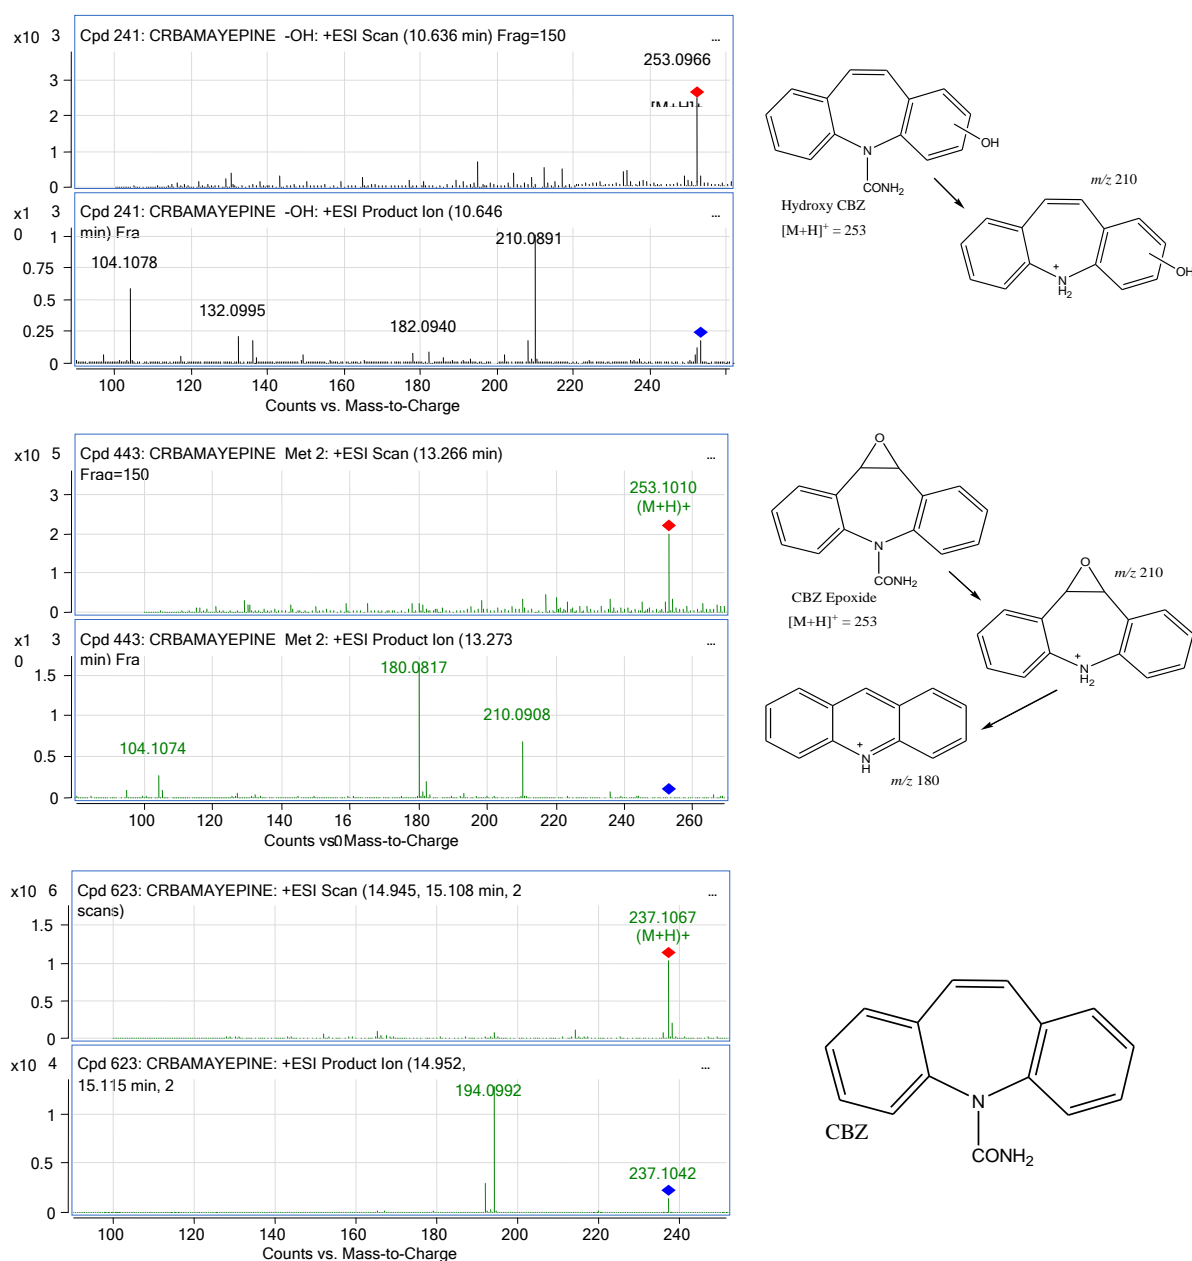 x10 3
Cpd 241: CRBAMAYEPINE -OH: +ESI Scan (10.636 min) Frag=150
...
253.0966
[M+H]+
3
2
1
0
x1 3
0
Cpd 241: CRBAMAYEPINE -OH: +ESI Product Ion (10.646
min) Fra
...
210.0891
104.1078
132.0995
182.0940
1
0.75
0.5
0.25
0
100 120 140 160 180 200 220 240
Counts vs. Mass-to-Charge
N
CONH2
OH
Hydroxy CBZ
[M+H]+ = 253
m/z 210
+
N
H2
OH
x10 5
Cpd 443: CRBAMAYEPINE Met 2: +ESI Scan (13.266 min)
Frag=150
...
253.1010
(M+H)+
3
2
1
0
x1 3
0
Cpd 443: CRBAMAYEPINE Met 2: +ESI Product Ion (13.273
min) Fra
...
180.0817
210.0908
104.1074
1.5
1
0.5
0
100 120 140 160 180 200 220 240 260
Counts vs0Mass-to-Charge
O
N
CONH2
CBZ Epoxide
[M+H]+ = 253
O
m/z 210
+
N
H2
+
N
H
m/z 180
x10 6
Cpd 623: CRBAMAYEPINE: +ESI Scan (14.945, 15.108 min, 2
scans)
...
237.1067
(M+H)+
1.5
1
0.5
0
x10 4
Cpd 623: CRBAMAYEPINE: +ESI Product Ion (14.952,
15.115 min, 2
...
194.0992
237.1042
1
0.5
0
100 120 140 160 180 200 220 240
Counts vs. Mass-to-Charge
N
CBZ
CONH2